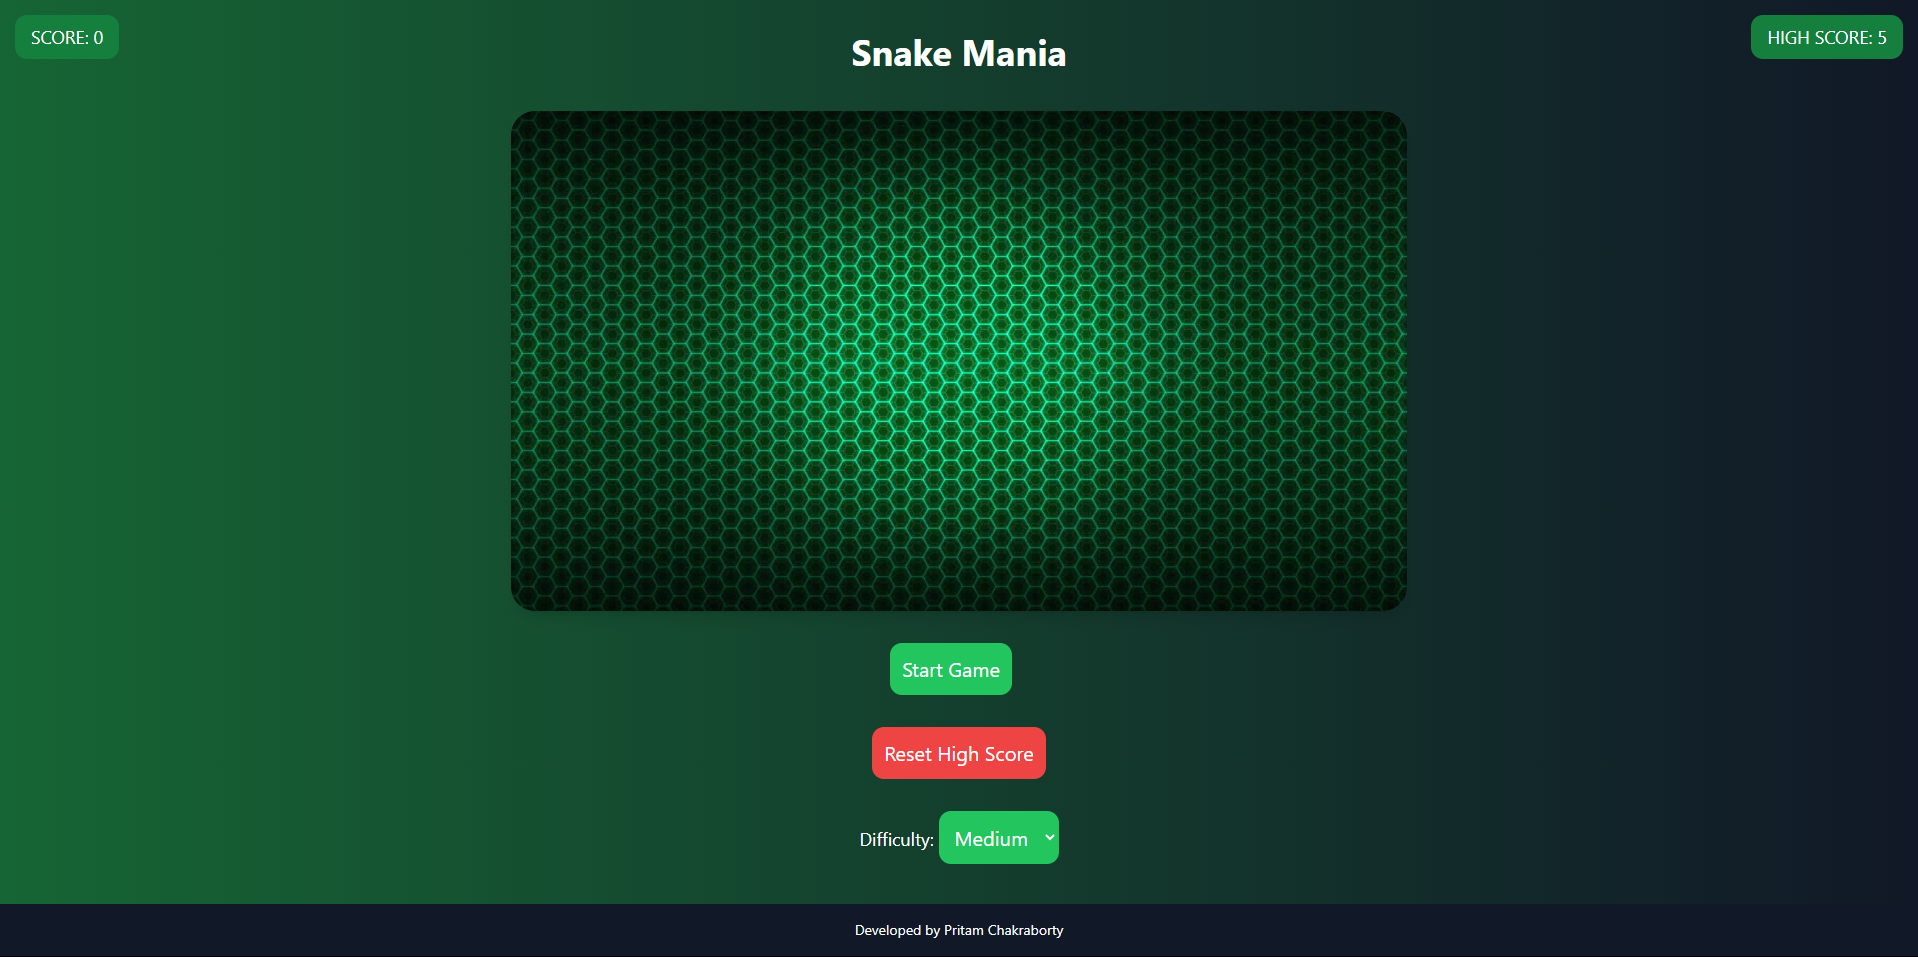 SCORE: 0
HIGH SCORE: 5
Snake Mania
Start Game
Reset High Score
Difficulty: Medium
Developed by Pritam Chakraborty